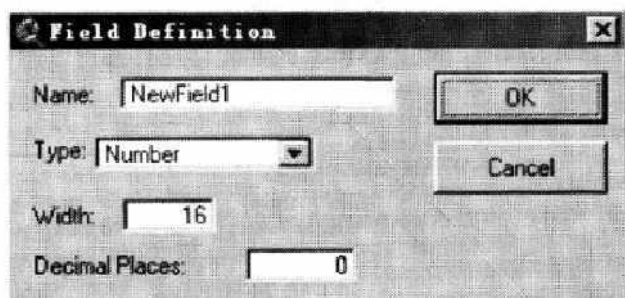 Field Definition
Name: NewField1
OK
Type: Number
Cancel
Width: 16
Decimal Places: 0